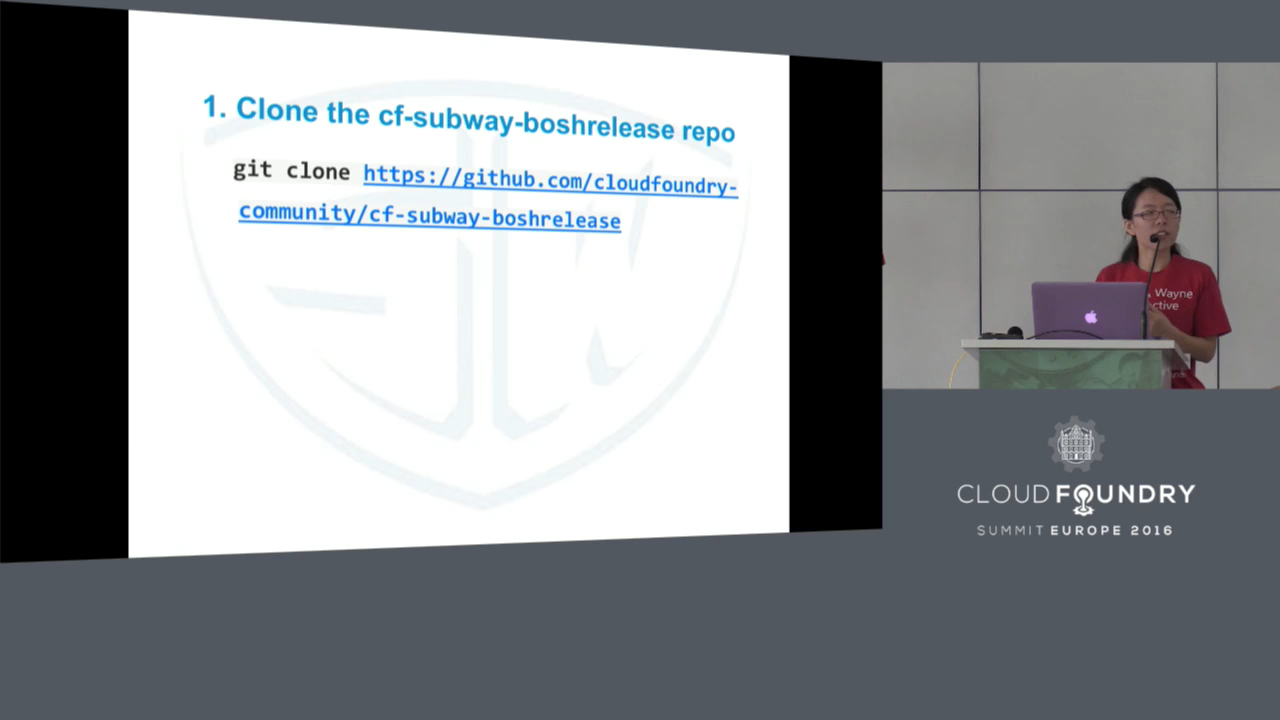 1. Clone the cf-subway-boshrelease repo
git clone https://github.com/cloudfoundry-
community/cf-subway-boshrelease
Wayne
CLOUD FOUNDRY
SUMMIT EUROPE 2016